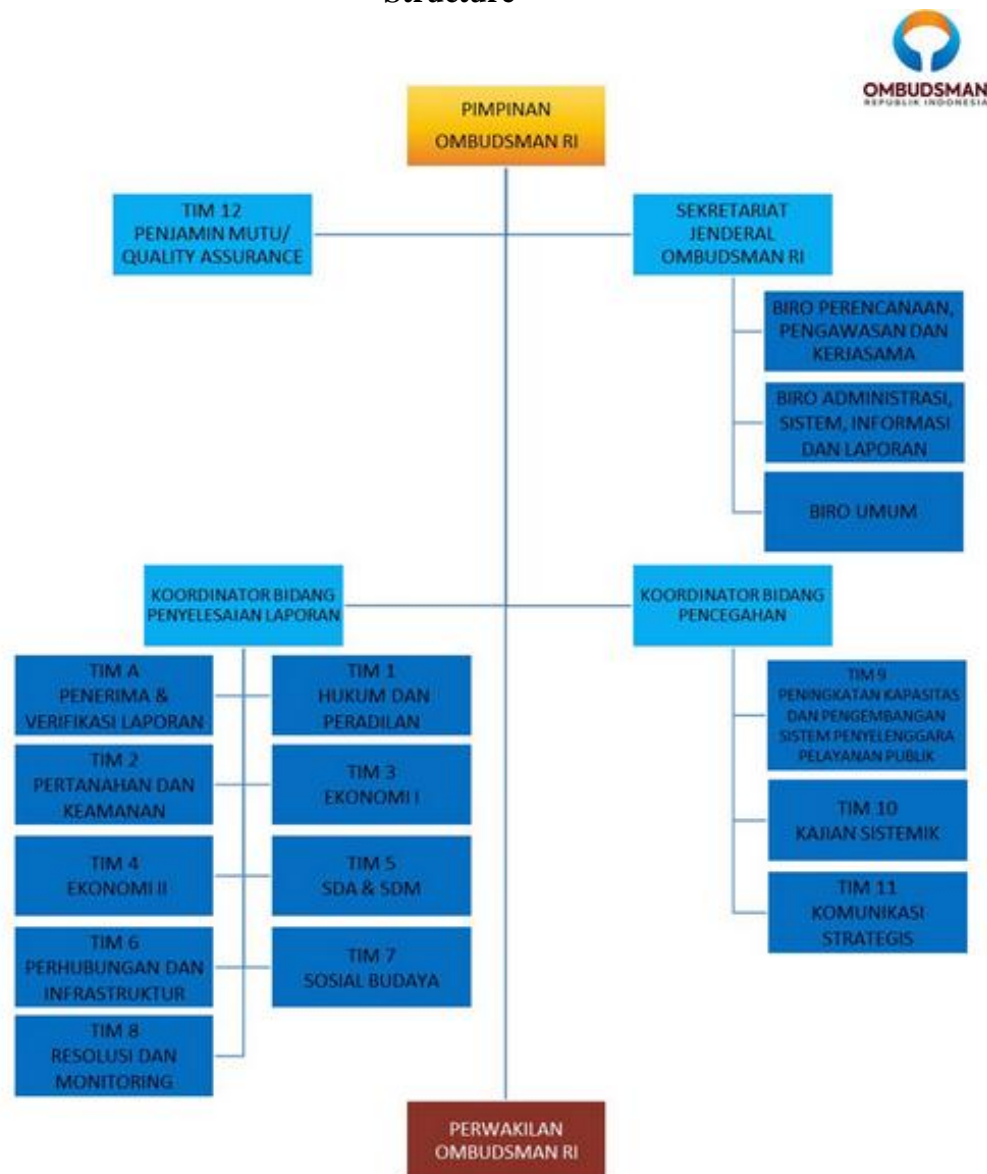 Structure
OMBUDSMAN
REPUBLIK INDONESIA
PIMPINAN
OMBUDSMAN RI
TIM 12
PENJAMIN MUTU/
QUALITY ASSURANCE
SEKRETARIAT
JENDERAL
OMBUDSMAN RI
BIRO PERENCANAAN,
PENGAWASAN DAN
KERJASAMA
BIRO ADMINISTRASI,
SISTEM, INFORMASI
DAN LAPORAN
BIRO UMUM
KOORDINATOR BIDANG
PENYELESAIAN LAPORAN
KOORDINATOR BIDANG
PENCEGAHAN
TIM A
PENERIMA &
VERIFIKASI LAPORAN
TIM 1
HUKUM DAN
PERADILAN
TIM 2
PERTANAHAN DAN
KEAMANAN
TIM 3
EKONOMI I
TIM 4
EKONOMI II
TIM 5
SDA & SDM
TIM 6
PERHUBUNGAN DAN
INFRASTRUKTUR
TIM 7
SOSIAL BUDAYA
TIM 8
RESOLUSI DAN
MONITORING
TIM 9
PENINGKATAN KAPASITAS
DAN PENGEMBANGAN
SISTEM PENYELENGGARA
PELAYANAN PUBLIK
TIM 10
KAJIAN SISTEMIK
TIM 11
KOMUNIKASI
STRATEGIS
PERWAKILAN
OMBUDSMAN RI